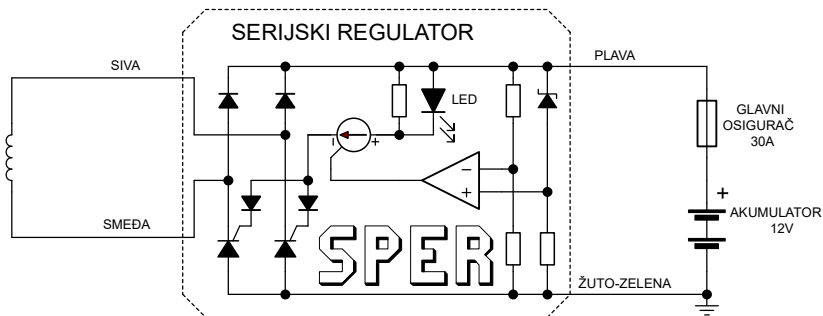 SERIJSKI REGULATOR
SIVA
PLAVA
LED
GLAVNI
OSIGURAČ
30A
+
-
+
-
+
AKUMULATOR
12V
SMEĐA
SPER
ŽUTO-ZELENA